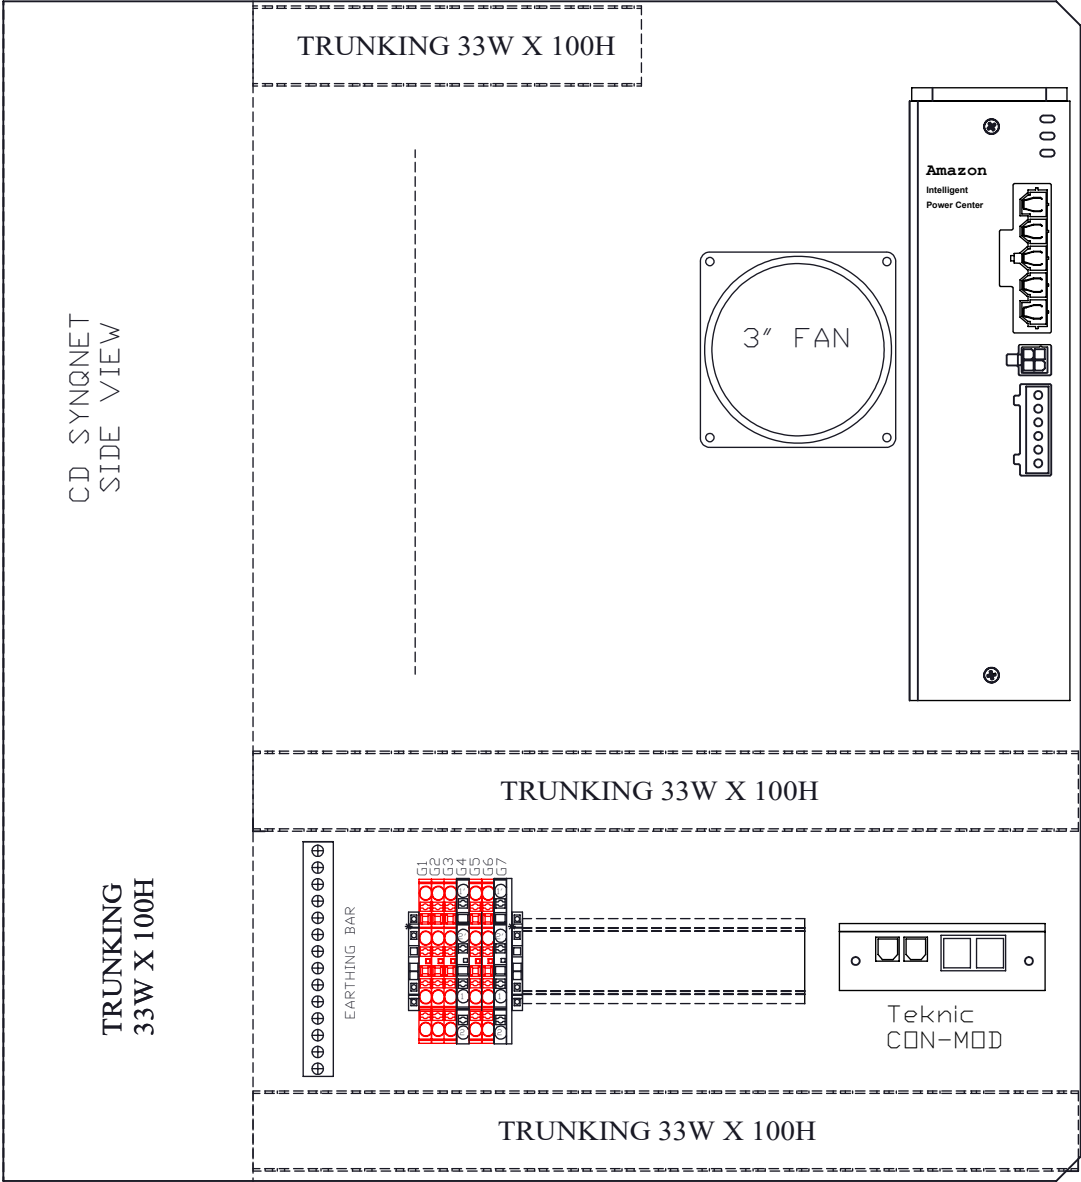 TRUNKING 33W X 100H
Amazon
Intelligent
Power Center
3" FAN
CD SYNQNET
SIDE VIEW
TRUNKING 33W X 100H
TRUNKING
33W X 100H
EARTHING BAR
G1
G2
G3
G4
G5
G6
G7
Teknic
CON-MOD
TRUNKING 33W X 100H